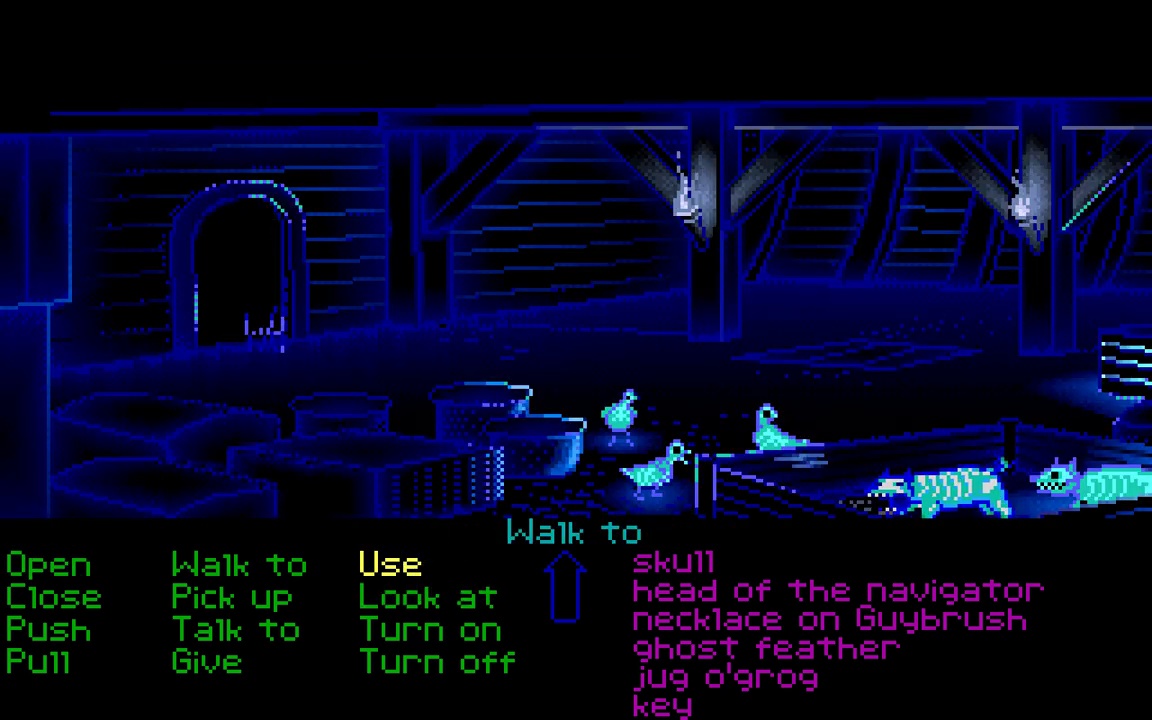 Walk to
Open Walk to Use
Close Pick up Look at
Push Talk to Turn on
Pull Give Turn off
skull
head of the navigator
necklace on Guybrush
ghost feather
jug o'grog
key